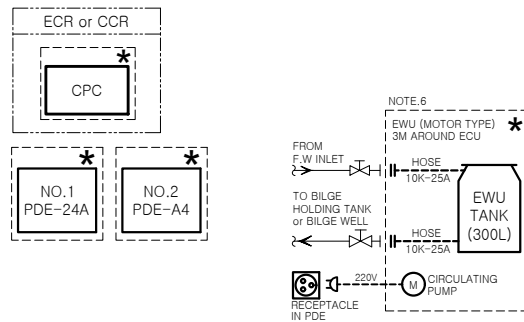 ECR or CCR
*
CPC
*
NO.1
PDE-24A
*
NO.2
PDE-A4
NOTE.6
EWU (MOTOR TYPE)
3M AROUND ECU
*
FROM
F.W INLET
HOSE
10K-25A
TO BILGE
HOLDING TANK
or BILGE WELL
HOSE
10K-25A
EWU
TANK
(300L)
220V
M
CIRCULATING
PUMP
RECEPTACLE
IN PDE